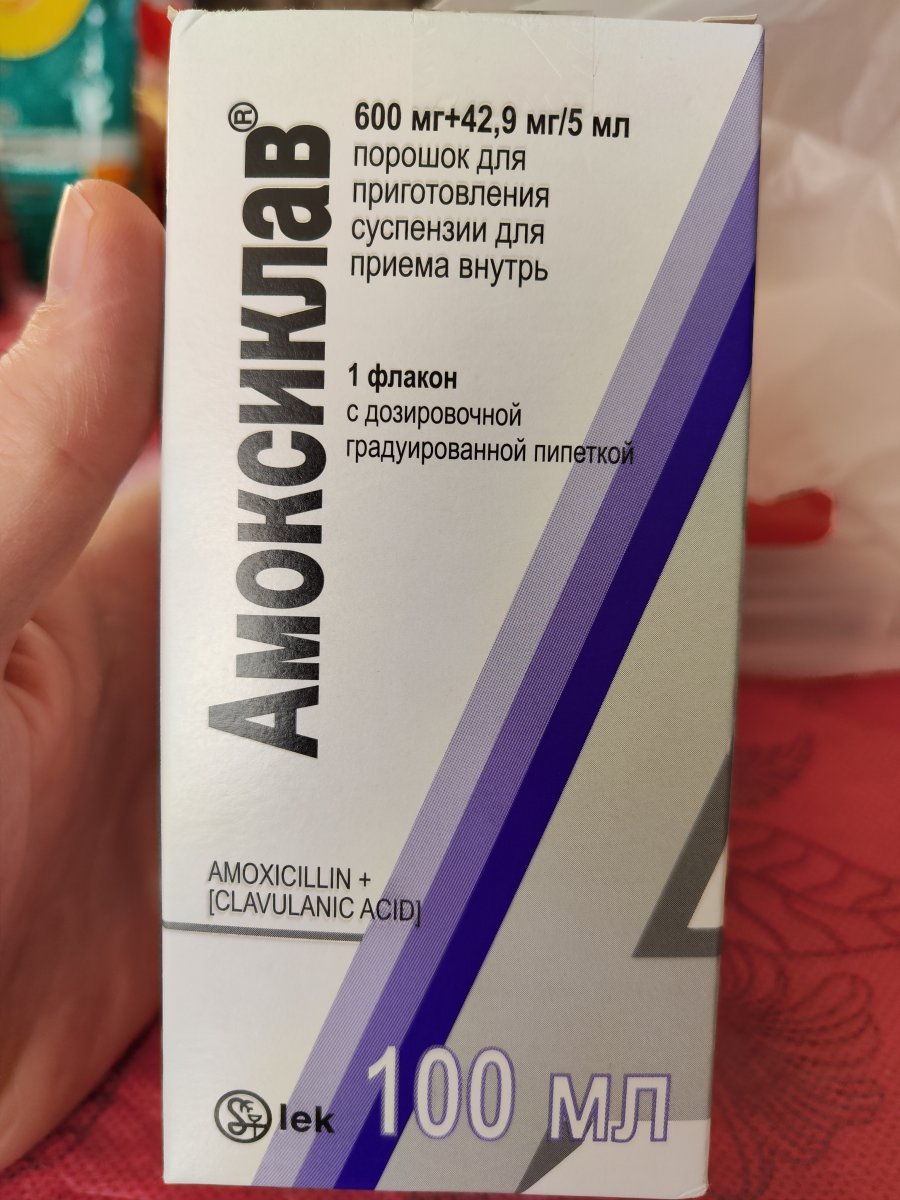 Амоксиклав®
600 мг+42,9 мг/5 мл
порошок для
приготовления
суспензии для
приема внутрь
1 флакон
с дозировочной
градуированной пипеткой
AMOXICILLIN +
[CLAVULANIC ACID]
lek
100 мл